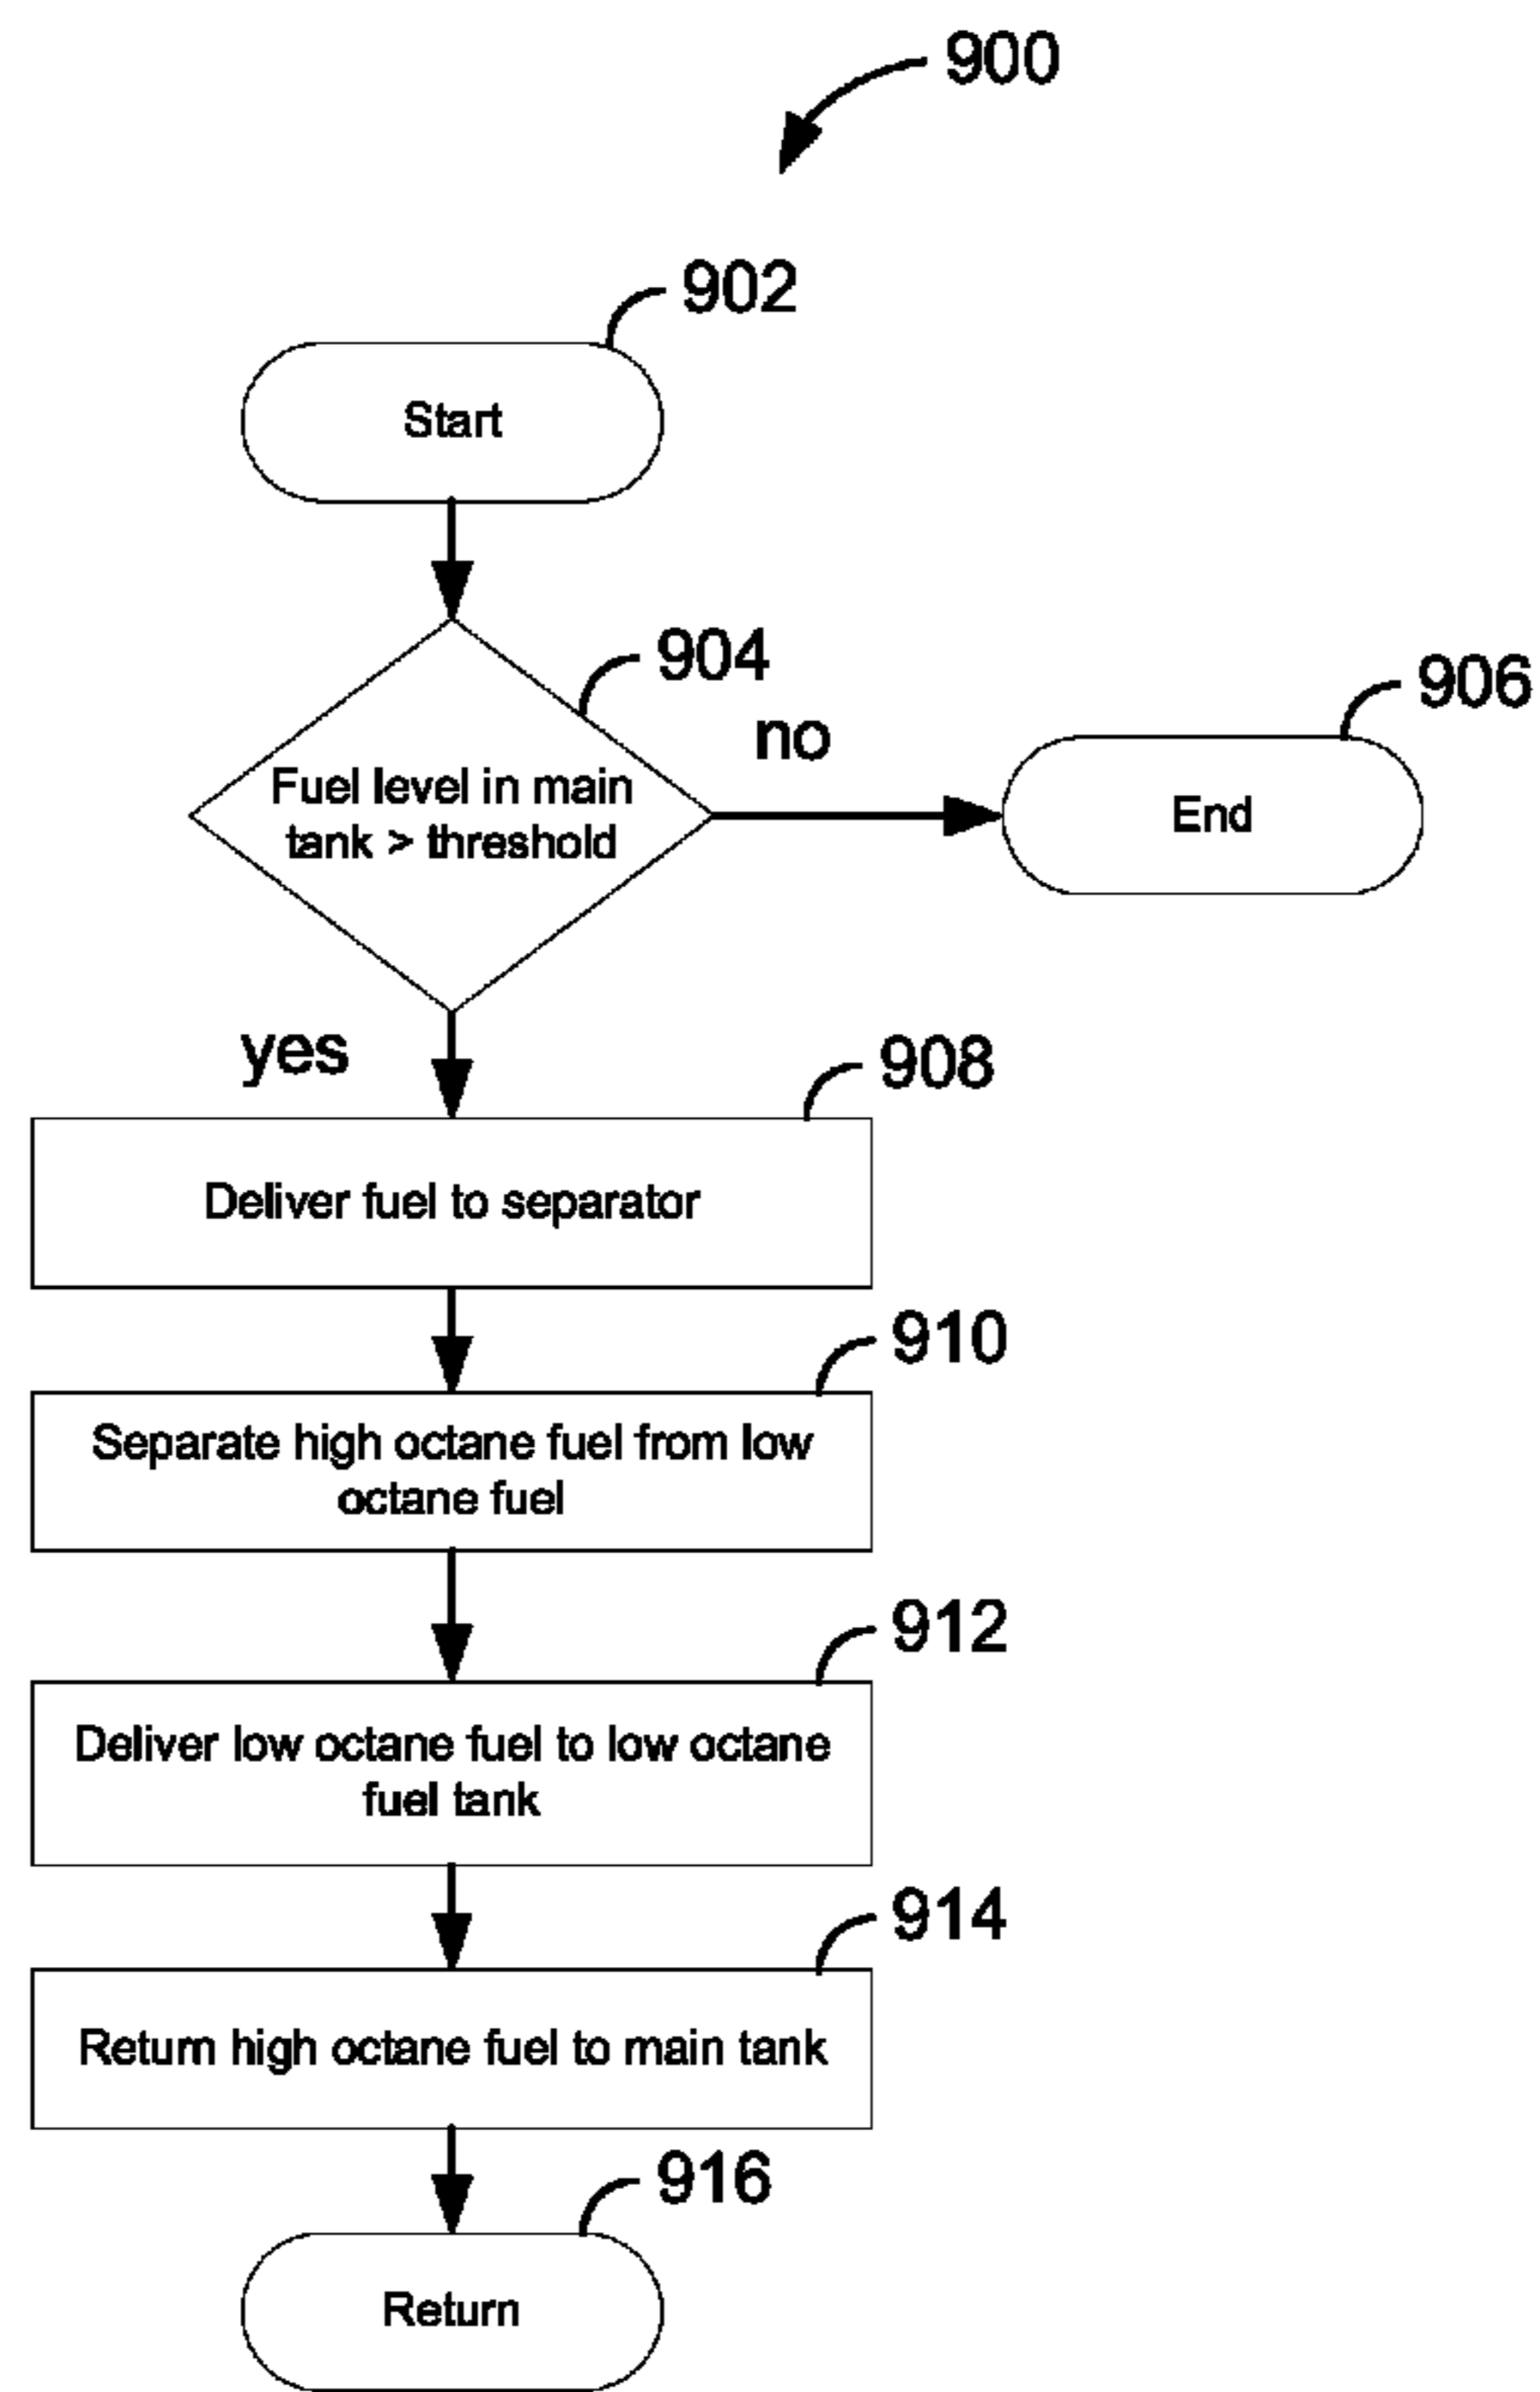 900
902
Start
904
no
906
Fuel level in main
tank > threshold
End
yes
908
Deliver fuel to separator
910
Separate high octane fuel from low
octane fuel
912
Deliver low octane fuel to low octane
fuel tank
914
Return high octane fuel to main tank
916
Return